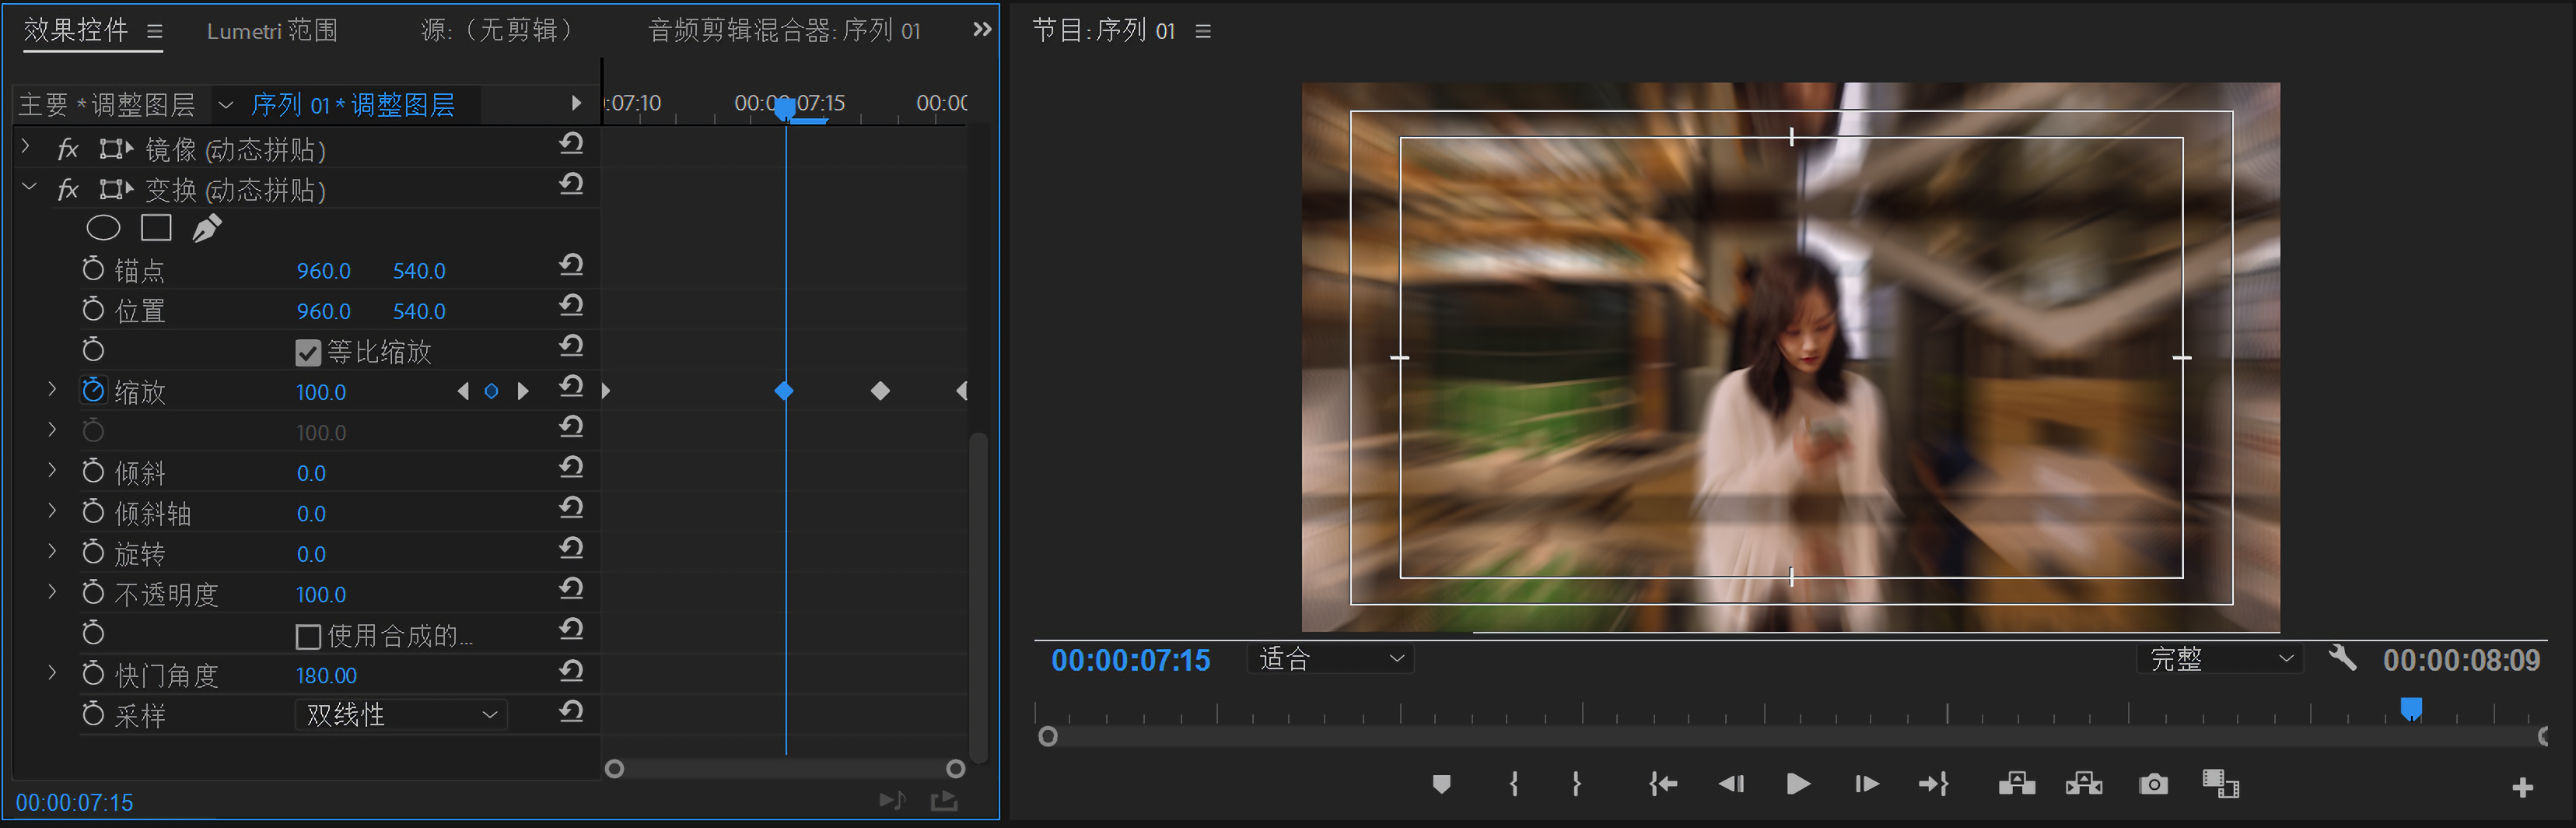 效果控件
Lumetri 范围
源:（无剪辑）
音频剪辑混合器: 序列 01
节目: 序列 01
主要 * 调整图层
序列 01 * 调整图层
:07:10
00:00:07:15
00:00
fx 镜像 (动态拼贴)
fx 变换 (动态拼贴)
锚点 960.0 540.0
位置 960.0 540.0
等比缩放
缩放 100.0
100.0
倾斜 0.0
倾斜轴 0.0
旋转 0.0
不透明度 100.0
使用合成的...
快门角度 180.00
采样 双线性
00:00:07:15
00:00:07:15
适合
完整
00:00:08:09